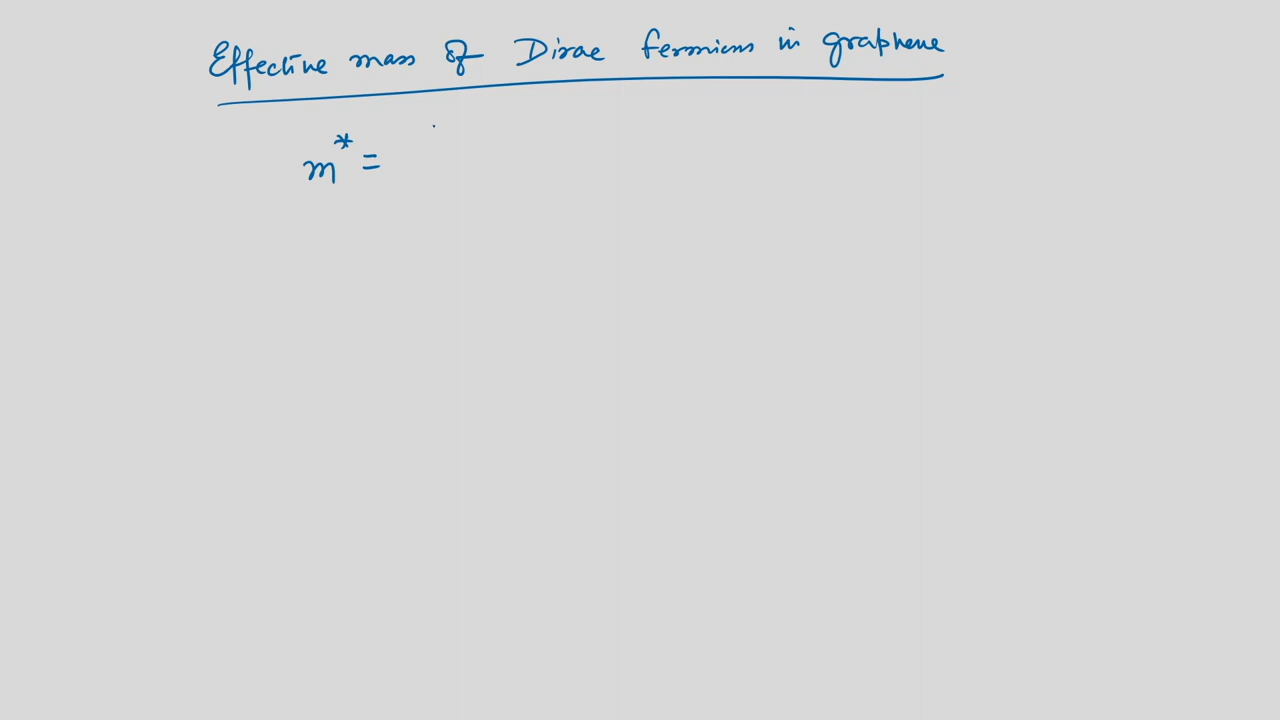 Effective mass of Dirac fermions in graphene
m* =